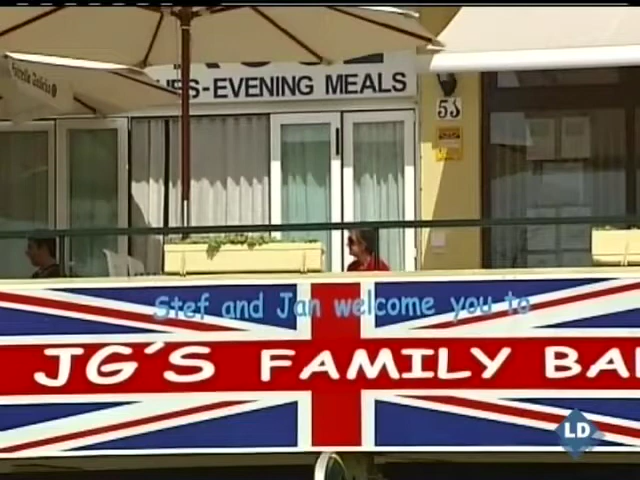 -EVENING MEALS
53
Stef and Jan welcome you to
JG'S FAMILY BA
LD